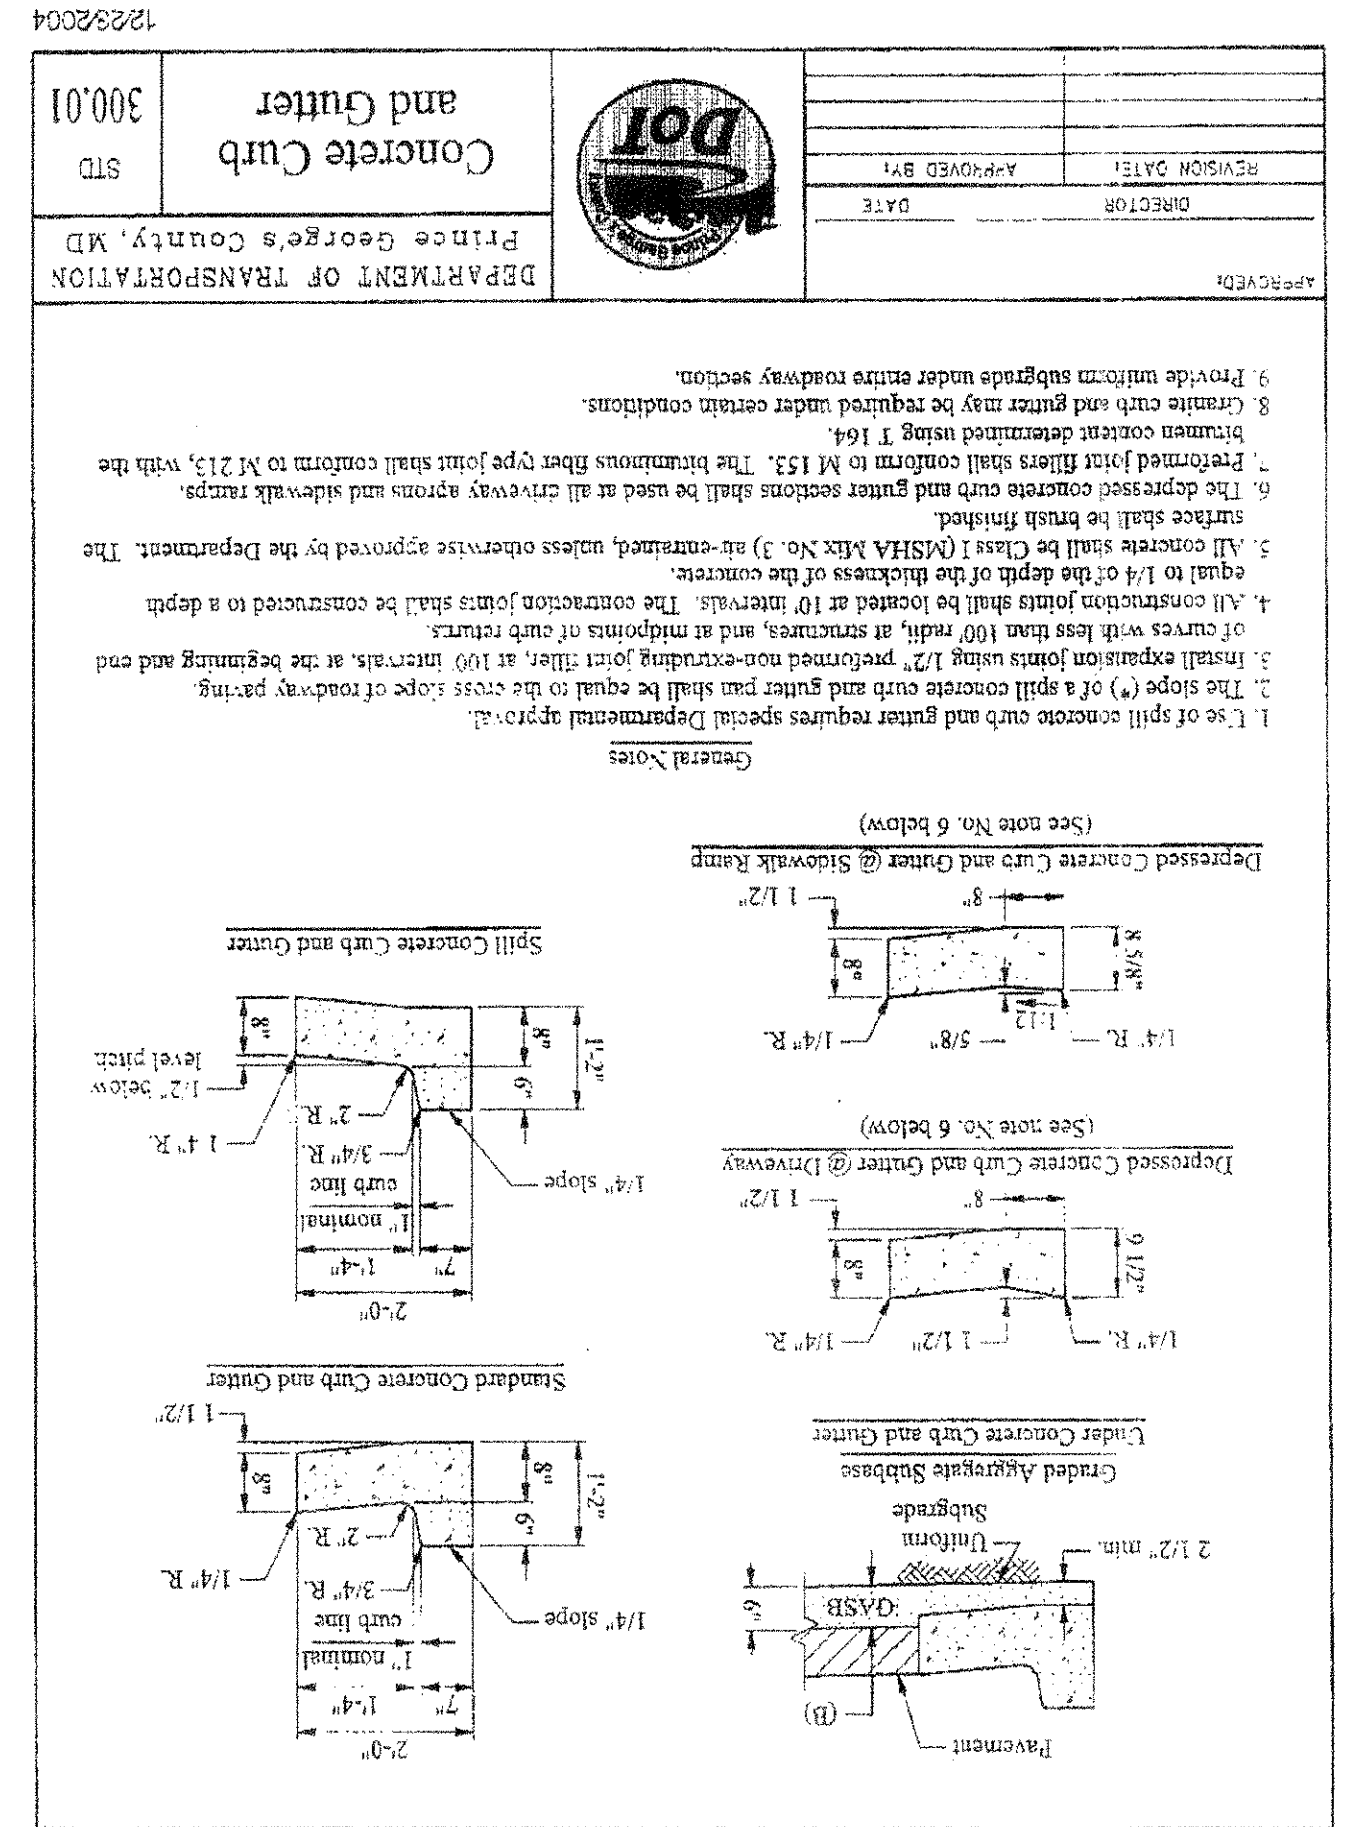 Pavement
(B)
GASB
6"
2 1/2" min.
Uniform
Subgrade
Graded Aggregate Subbase
Under Concrete Curb and Gutter
2'-0"
7"
1'-4"
1" nominal
curb line
1/4" slope
3/4" R.
2" R.
1/4" R.
1'-2"
6"
8"
8"
1 1/2"
Standard Concrete Curb and Gutter
1/4" R.
1 1/2"
1/4" R.
9 1/2"
8"
8"
1 1/2"
Depressed Concrete Curb and Gutter @ Driveway
(See note No. 6 below)
2'-0"
7"
1'-4"
1" nominal
curb line
1/4" slope
3/4" R.
2" R.
1 4" R.
1/2" below
level pitch
1'-2"
6"
8"
8"
Spill Concrete Curb and Gutter
1/4" R.
5/8"
1/4" R.
1:12
8 5/8"
8"
8"
1 1/2"
Depressed Concrete Curb and Gutter @ Sidewalk Ramp
(See note No. 6 below)
General Notes
1. Use of spill concrete curb and gutter requires special Departmental approval.
2. The slope (*) of a spill concrete curb and gutter pan shall be equal to the cross slope of roadway paving.
3. Install expansion joints using 1/2" preformed non-extruding joint filler, at 100' intervals, at the beginning and end
of curves with less than 100' radii, at structures, and at midpoints of curb returns.
4. All construction joints shall be located at 10' intervals. The contraction joints shall be constructed to a depth
equal to 1/4 of the depth of the thickness of the concrete.
5. All concrete shall be Class I (MSHA Mix No. 3) air-entrained, unless otherwise approved by the Department. The
surface shall be brush finished.
6. The depressed concrete curb and gutter sections shall be used at all driveway aprons and sidewalk ramps.
7. Preformed joint fillers shall conform to M 153. The bituminous fiber type joint shall conform to M 213, with the
bitumen content determined using T 164.
8. Granite curb and gutter may be required under certain conditions.
9. Provide uniform subgrade under entire roadway section.
APPROVED:
DIRECTOR
DATE
REVISION DATE:
APPROVED BY:
DoT
DEPARTMENT OF TRANSPORTATION
Prince George's County, MD
Concrete Curb
and Gutter
STD
300.01
12/23/2004